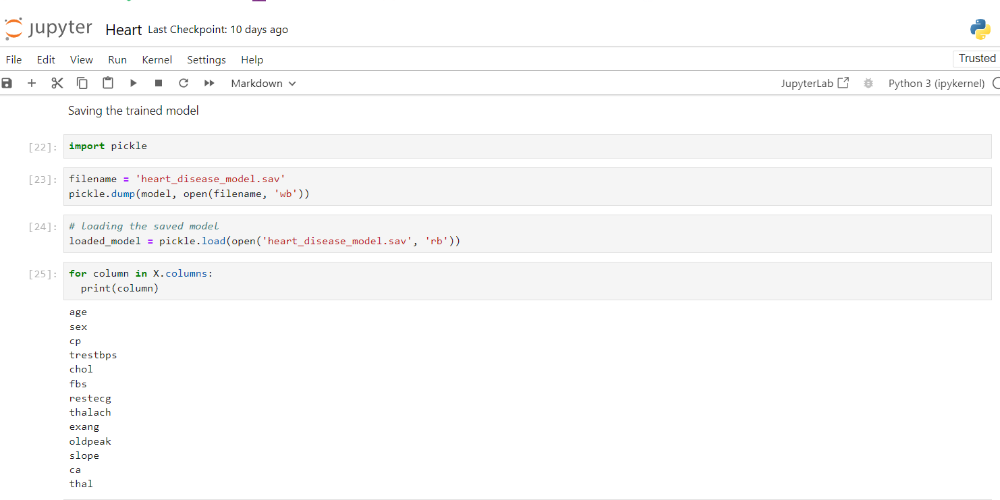 jupyter Heart Last Checkpoint: 10 days ago
File Edit View Run Kernel Settings Help
Trusted
Markdown JupyterLab Python 3 (ipykernel)
Saving the trained model
[22]: import pickle
[23]: filename = 'heart_disease_model.sav'
pickle.dump(model, open(filename, 'wb'))
[24]: # loading the saved model
loaded_model = pickle.load(open('heart_disease_model.sav', 'rb'))
[25]: for column in X.columns:
  print(column)
age
sex
cp
trestbps
chol
fbs
restecg
thalach
exang
oldpeak
slope
ca
thal